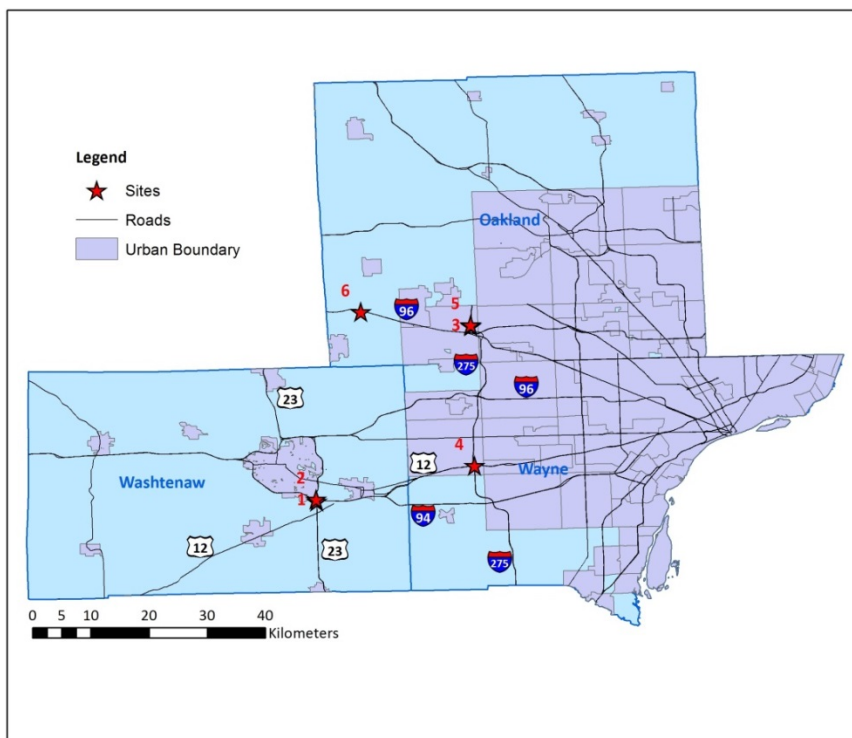 Legend
Sites
Roads
Urban Boundary
Oakland
6
96
5
3
275
96
23
12
4
Wayne
Washtenaw
2
1
94
12
23
275
0 5 10 20 30 40
Kilometers